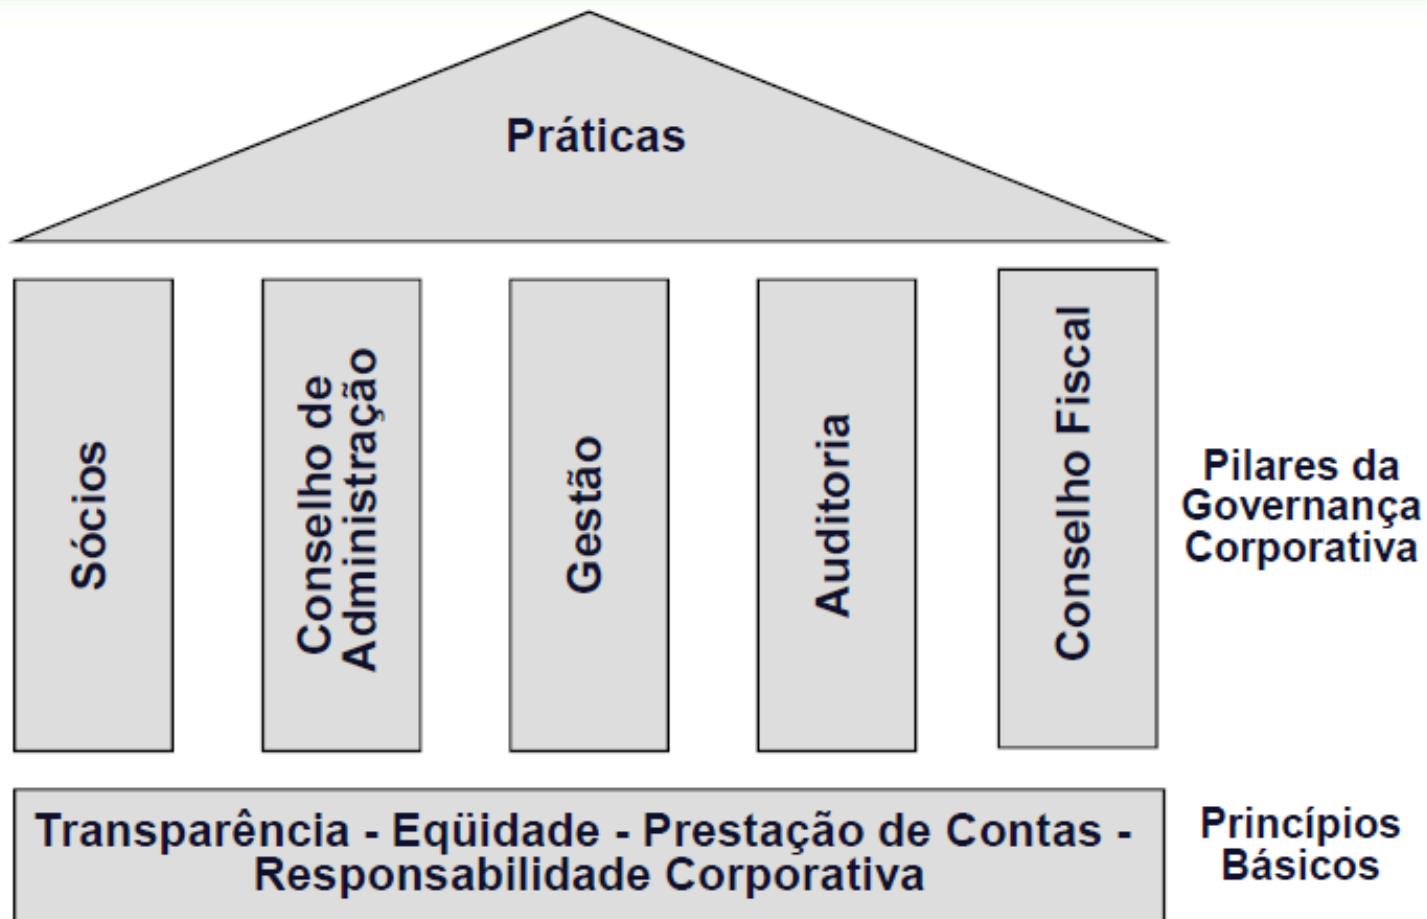 Práticas
Sócios
Conselho de
Administração
Gestão
Auditoria
Conselho Fiscal
Pilares da
Governança
Corporativa
Transparência - Eqüidade - Prestação de Contas -
Responsabilidade Corporativa
Princípios
Básicos